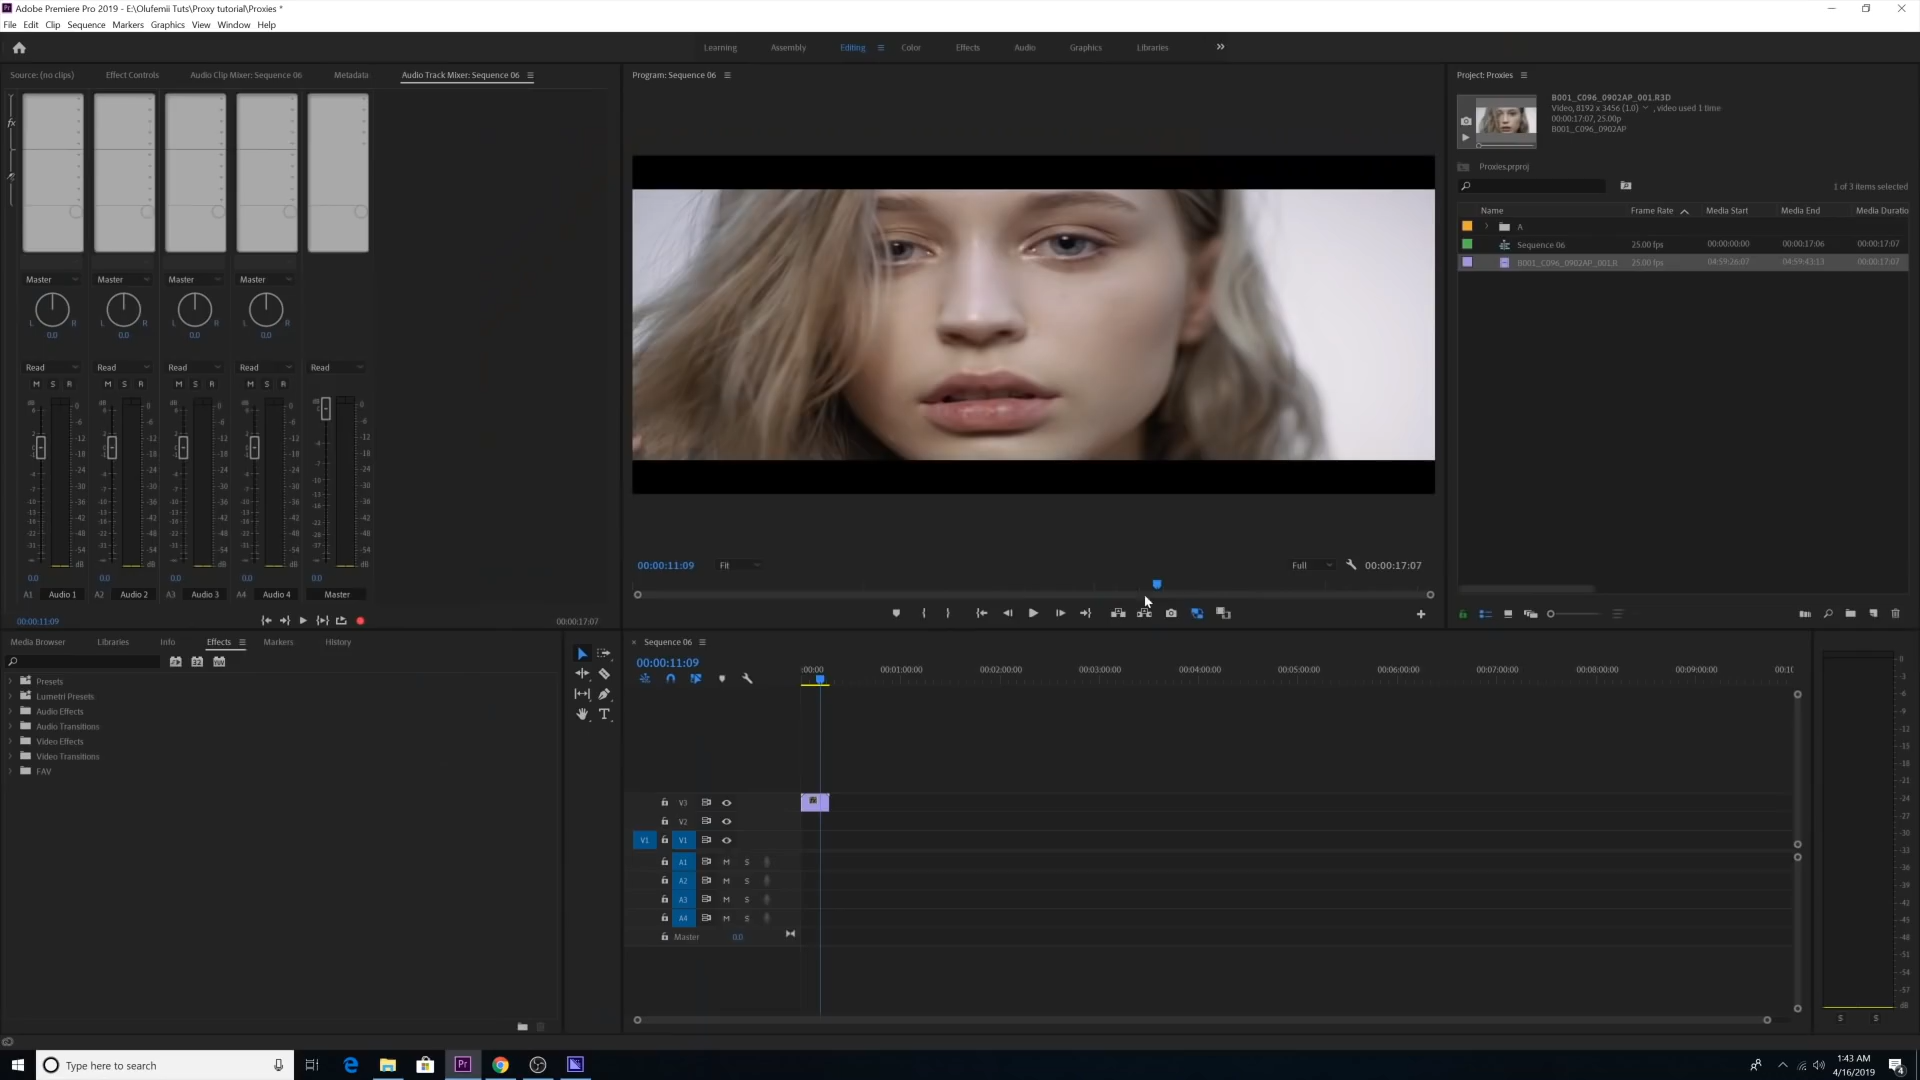 Adobe Premiere Pro 2019 - E:\Olufemii Tuts\Proxy tutorial\Proxies *
File Edit Clip Sequence Markers Graphics View Window Help
Learning Assembly Editing Color Effects Audio Graphics Libraries
Source: (no clips) Effect Controls Audio Clip Mixer: Sequence 06 Metadata Audio Track Mixer: Sequence 06
Program: Sequence 06
Project: Proxies
B001_C096_0902AP_001.R3D
Video, 8192 x 3456 (1.0) , video used 1 time
00:00:17:07, 25.00p
B001_C096_0902AP
Proxies.prproj
1 of 3 items selected
Name Frame Rate Media Start Media End Media Duratio
A
Sequence 06 25.00 fps 00:00:00:00 00:00:17:06 00:00:17:07
B001_C096_0902AP_001.R 25.00 fps 04:59:26:07 04:59:43:13 00:00:17:07
Master Master Master Master
L R L R L R L R
0.0 0.0 0.0 0.0
Read Read Read Read Read
M S R M S R M S R M S R
0.0 0.0 0.0 0.0 0.0
A1 Audio 1 A2 Audio 2 A3 Audio 3 A4 Audio 4 Master
00:00:11:09 00:00:17:07
00:00:11:09 Fit Full 00:00:17:07
Media Browser Libraries Info Effects Markers History
Presets
Lumetri Presets
Audio Effects
Audio Transitions
Video Effects
Video Transitions
FAV
Sequence 06
00:00:11:09
:00:00 00:01:00:00 00:02:00:00 00:03:00:00 00:04:00:00 00:05:00:00 00:06:00:00 00:07:00:00 00:08:00:00 00:09:00:00 00:10
V3
V2
V1 V1
A1 M S
A2 M S
A3 M S
A4 M S
Master 0.0
S S
Type here to search
1:43 AM
4/16/2019